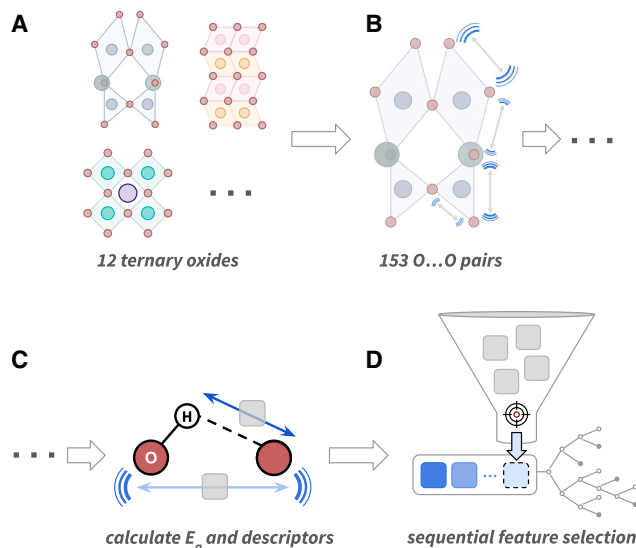 A
B
12 ternary oxides
153 O...O pairs
C
D
H
O
calculate Ea and descriptors
sequential feature selection